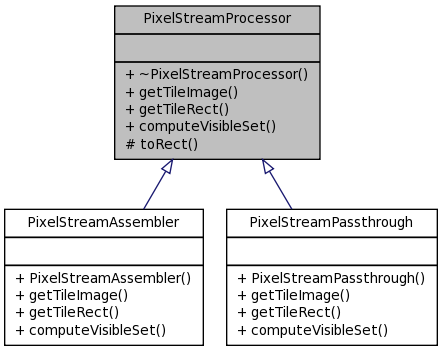 PixelStreamProcessor
+ ~PixelStreamProcessor()
+ getTileImage()
+ getTileRect()
+ computeVisibleSet()
# toRect()
PixelStreamAssembler
+ PixelStreamAssembler()
+ getTileImage()
+ getTileRect()
+ computeVisibleSet()
PixelStreamPassthrough
+ PixelStreamPassthrough()
+ getTileImage()
+ getTileRect()
+ computeVisibleSet()